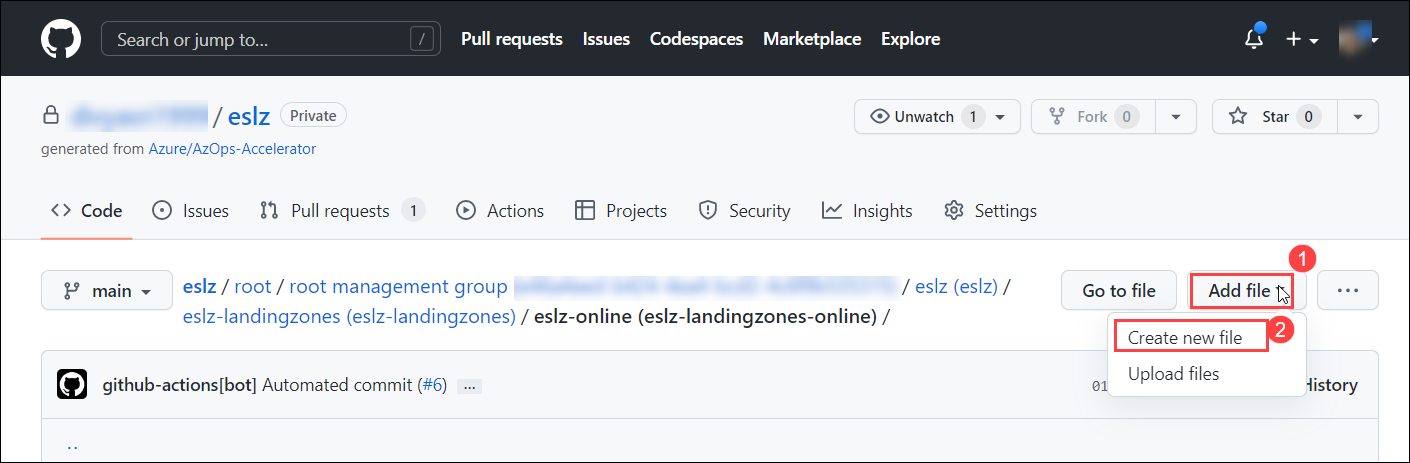 Search or jump to... / Pull requests Issues Codespaces Marketplace Explore
/ eslz Private Unwatch 1 Fork 0 Star 0
generated from Azure/AzOps-Accelerator
Code Issues Pull requests 1 Actions Projects Security Insights Settings
1
main eslz / root / root management group / eslz (eslz) / Go to file Add file ...
eslz-landingzones (eslz-landingzones) / eslz-online (eslz-landingzones-online) /
2
Create new file
Upload files
github-actions[bot] Automated commit (#6) ... 01 History
..